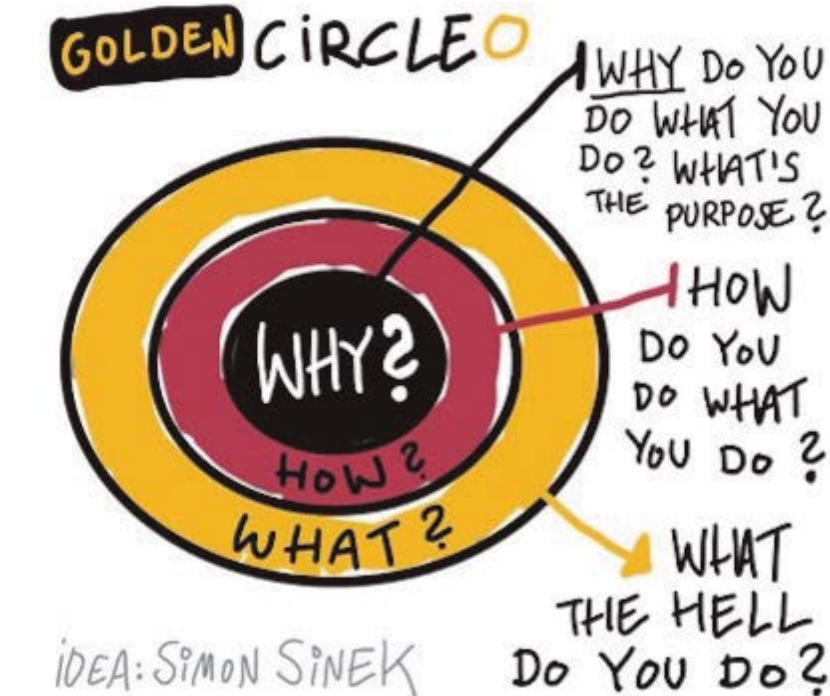 GOLDEN CiRCLE
WHY DO YOU
DO WHAT YOU
DO? WHAT'S
THE PURPOSE?
WHY?
HOW?
WHAT?
HOW
DO YOU
DO WHAT
YOU DO?
WHAT
THE HELL
DO YOU DO?
iDEA: SiMON SiNEK